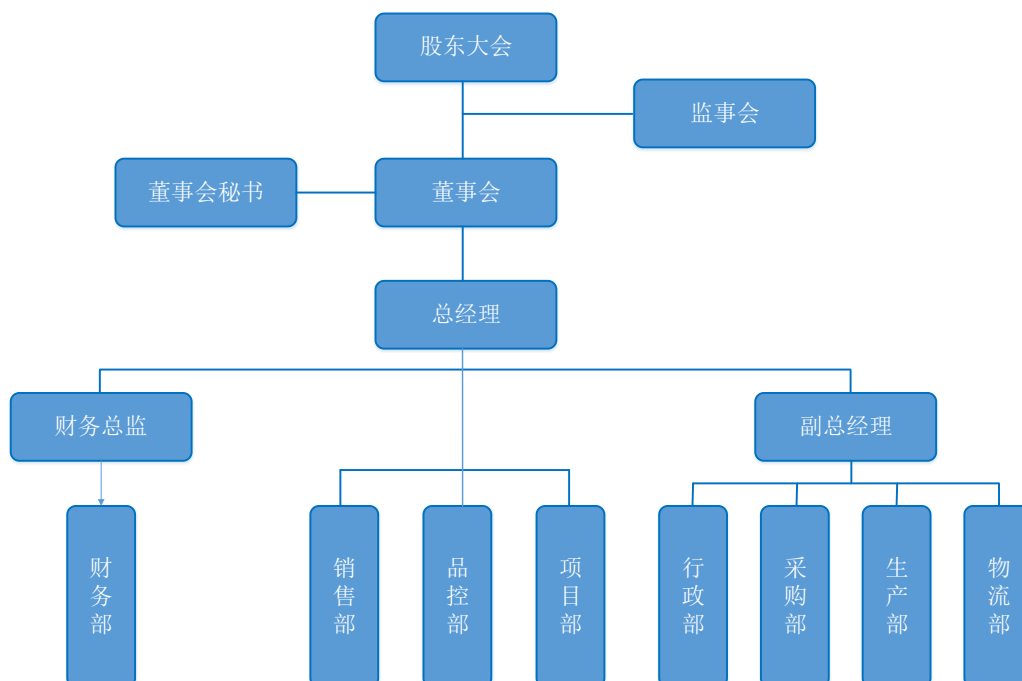 股东大会
监事会
董事会秘书
董事会
总经理
财务总监
副总经理
财务部
销售部
品控部
项目部
行政部
采购部
生产部
物流部